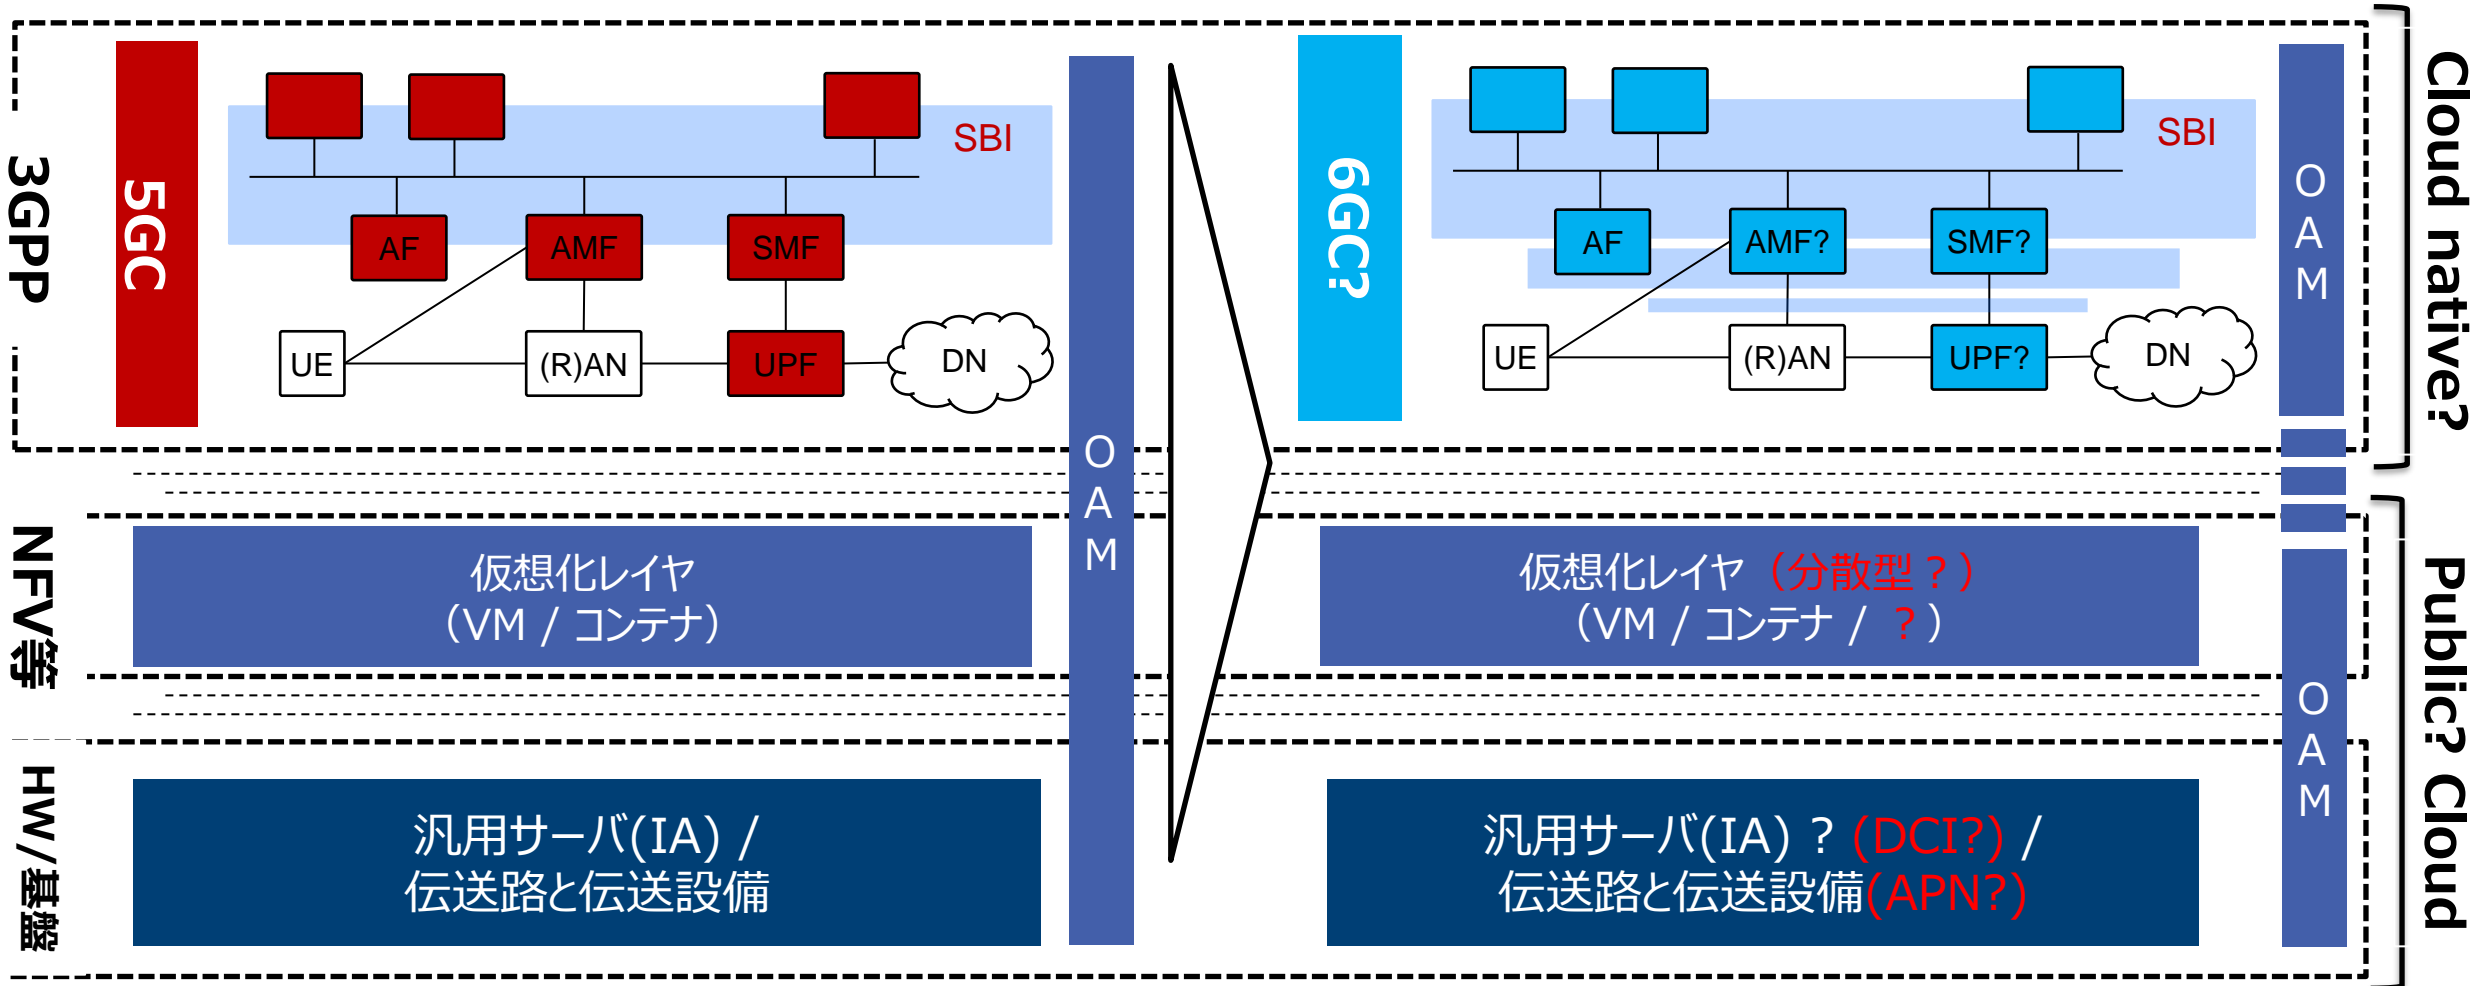 3GPP
5GC
SBI
AF
AMF
SMF
UE
(R)AN
UPF
DN
O
A
M
6GC?
SBI
AF
AMF?
SMF?
UE
(R)AN
UPF?
DN
O
A
M
Cloud native?
NFV等
仮想化レイヤ
（VM / コンテナ）
仮想化レイヤ（分散型？）
（VM / コンテナ / ？）
HW/基盤
汎用サーバ(IA) /
伝送路と伝送設備
汎用サーバ(IA)？(DCI?) /
伝送路と伝送設備(APN?)
O
A
M
Public? Cloud